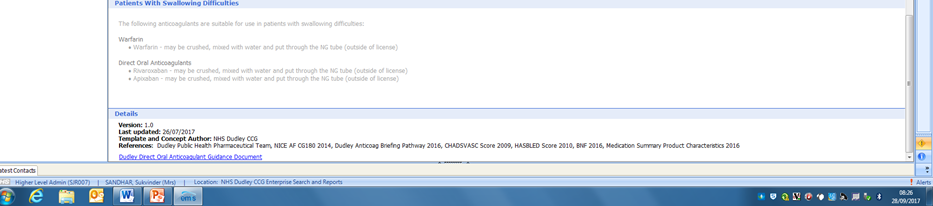 Patients With Swallowing Difficulties
The following anticoagulants are suitable for use in patients with swallowing difficulties:
Warfarin
• Warfarin - may be crushed, mixed with water and put through the NG tube (outside of license)
Direct Oral Anticoagulants
• Rivaroxaban - may be crushed, mixed with water and put through the NG tube (outside of license)
• Apixaban - may be crushed, mixed with water and put through the NG tube (outside of license)
Details
Version: 1.0
Last updated: 26/07/2017
Template and Concept Author: NHS Dudley CCG
References: Dudley Public Health Pharmaceutical Team, NICE AF CG180 2014, Dudley Anticoag Briefing Pathway 2016, CHADSVASC Score 2009, HASBLED Score 2010, BNF 2016, Medication Summary Product Characteristics 2016
Dudley Direct Oral Anticoagulant Guidance Document
atest Contacts
Higher Level Admin (SJR007) | SANDHAR, Sukvinder (Mrs) | Location: NHS Dudley CCG Enterprise Search and Reports
Alerts
08:26
28/09/2017